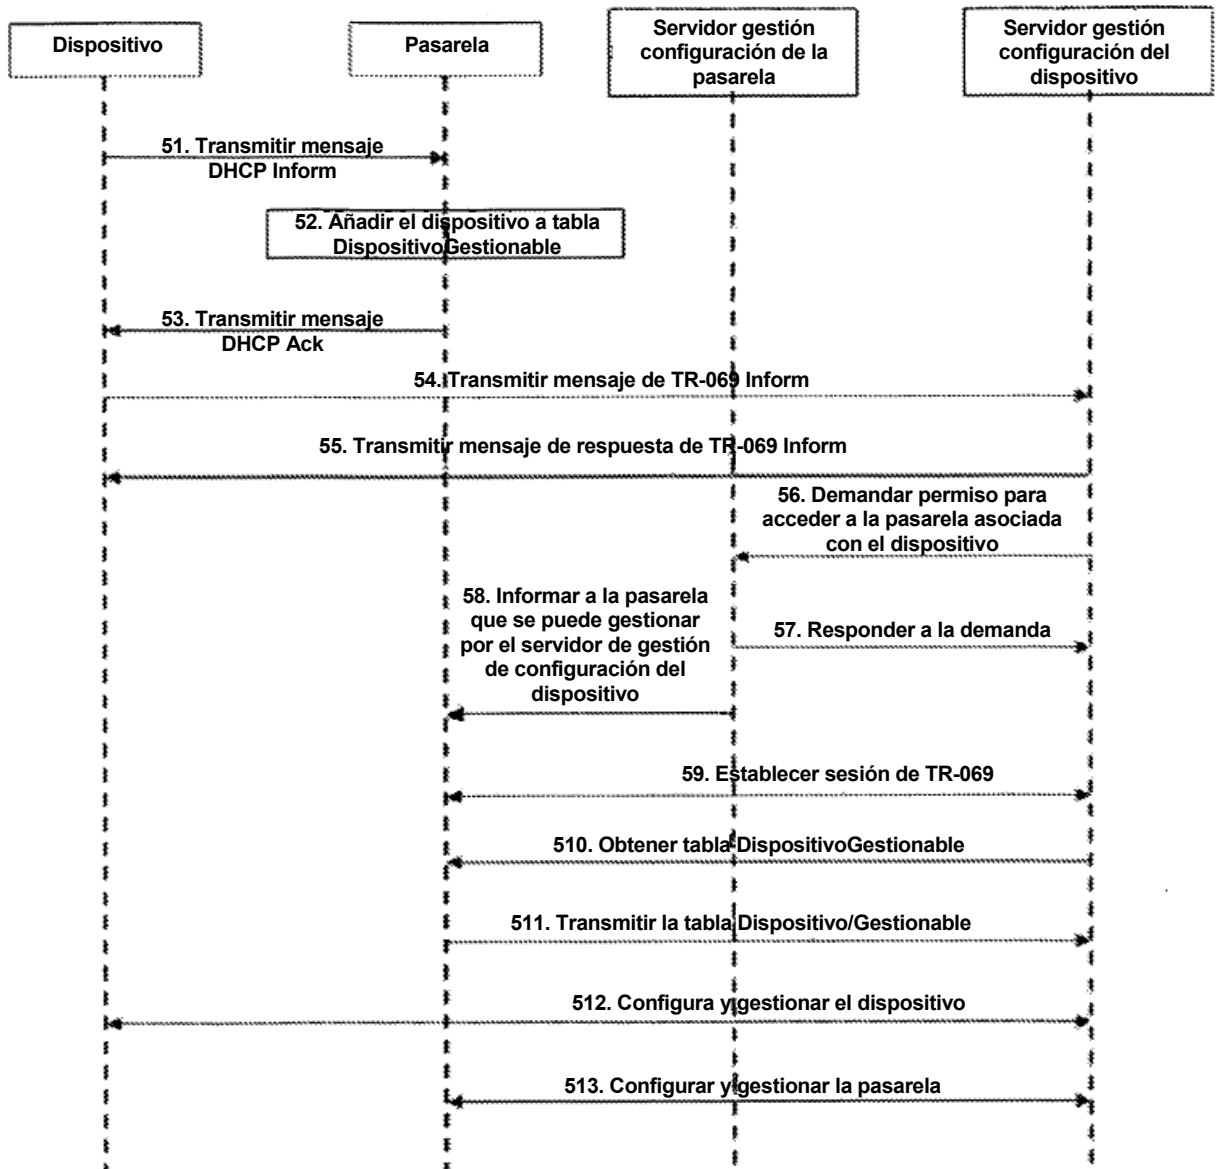 Dispositivo
Pasarela
Servidor gestión
configuración de la
pasarela
Servidor gestión
configuración del
dispositivo
51. Transmitir mensaje
DHCP Inform
52. Añadir el dispositivo a tabla
DispositivoGestionable
53. Transmitir mensaje
DHCP Ack
54. Transmitir mensaje de TR-069 Inform
55. Transmitir mensaje de respuesta de TR-069 Inform
56. Demandar permiso para
acceder a la pasarela asociada
con el dispositivo
57. Responder a la demanda
58. Informar a la pasarela
que se puede gestionar
por el servidor de gestión
de configuración del
dispositivo
59. Establecer sesión de TR-069
510. Obtener tabla DispositivoGestionable
511. Transmitir la tabla Dispositivo/Gestionable
512. Configura y gestionar el dispositivo
513. Configurar y gestionar la pasarela